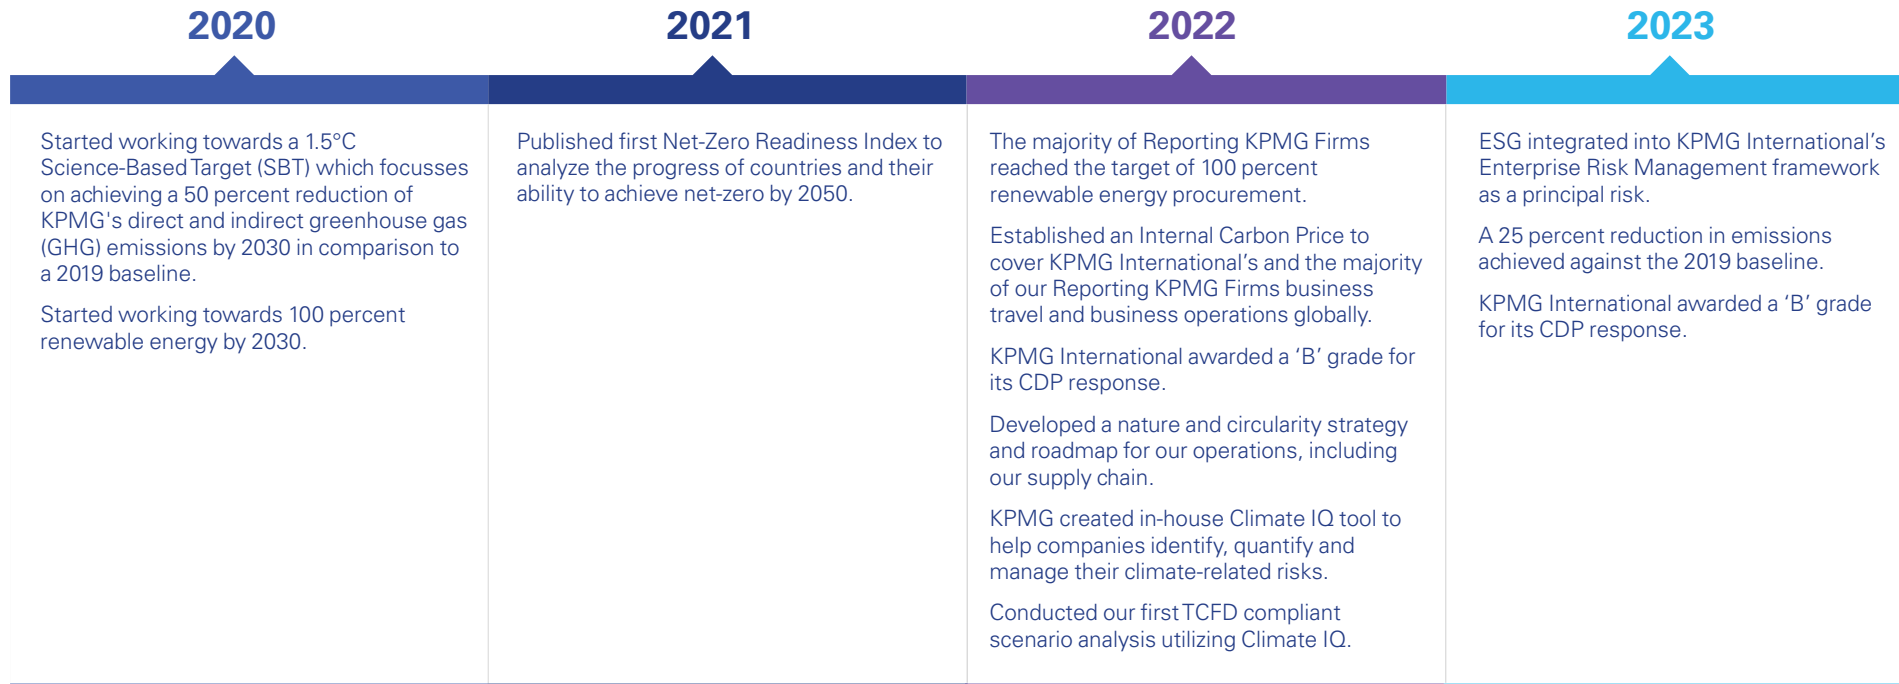 2020
Started working towards a 1.5°C
Science-Based Target (SBT) which focusses
on achieving a 50 percent reduction of
KPMG's direct and indirect greenhouse gas
(GHG) emissions by 2030 in comparison to
a 2019 baseline.
Started working towards 100 percent
renewable energy by 2030.
2021
Published first Net-Zero Readiness Index to
analyze the progress of countries and their
ability to achieve net-zero by 2050.
2022
The majority of Reporting KPMG Firms
reached the target of 100 percent
renewable energy procurement.
Established an Internal Carbon Price to
cover KPMG International’s and the majority
of our Reporting KPMG Firms business
travel and business operations globally.
KPMG International awarded a ‘B’ grade for
its CDP response.
Developed a nature and circularity strategy
and roadmap for our operations, including
our supply chain.
KPMG created in-house Climate IQ tool to
help companies identify, quantify and
manage their climate-related risks.
Conducted our first TCFD compliant
scenario analysis utilizing Climate IQ.
2023
ESG integrated into KPMG International’s
Enterprise Risk Management framework
as a principal risk.
A 25 percent reduction in emissions
achieved against the 2019 baseline.
KPMG International awarded a ‘B’ grade
for its CDP response.